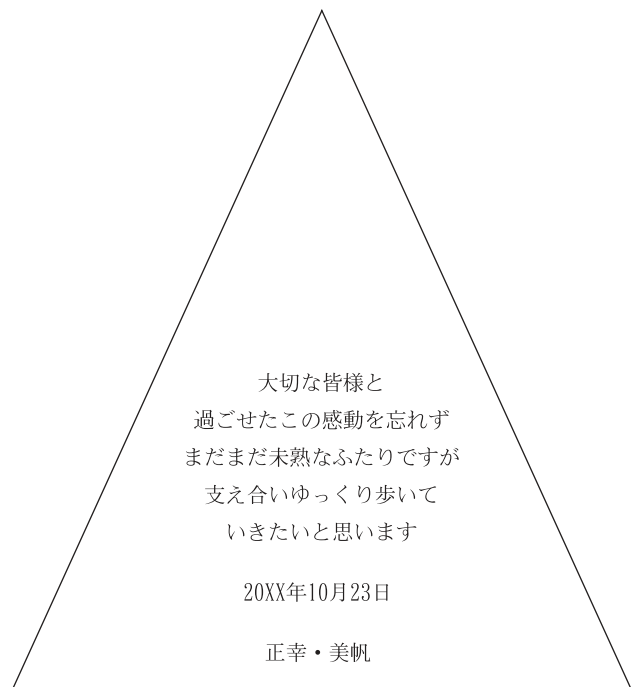 大切な皆様と
過ごせたこの感動を忘れず
まだまだ未熟なふたりですが
支え合いゆっくり歩いて
いきたいと思います
20XX年10月23日
正幸・美帆